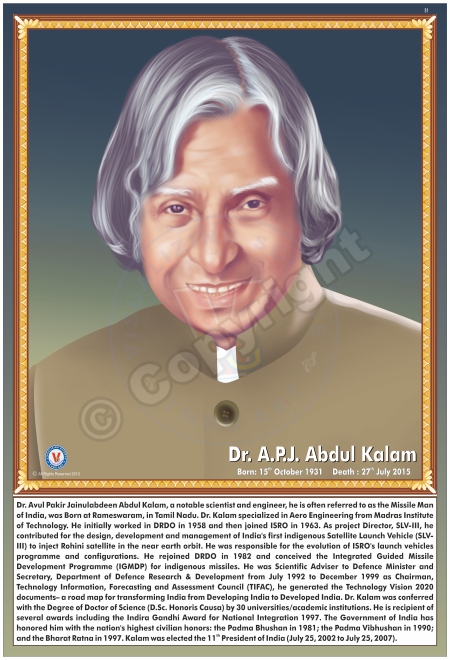 Copyright
©
Dr. A.P.J. Abdul Kalam
Born: 15th October 1931 Death : 27th July 2015
© All Rights Reserved 2015
Dr. Avul Pakir Jainulabdeen Abdul Kalam, a notable scientist and engineer, he is often referred to as the Missile Man
of India, was Born at Rameswaram, in Tamil Nadu. Dr. Kalam specialized in Aero Engineering from Madras Institute
of Technology. He initially worked in DRDO in 1958 and then joined ISRO in 1963. As project Director, SLV-III, he
contributed for the design, development and management of India's first indigenous Satellite Launch Vehicle (SLV-
III) to inject Rohini satellite in the near earth orbit. He was responsible for the evolution of ISRO's launch vehicles
programme and configurations. He rejoined DRDO in 1982 and conceived the Integrated Guided Missile
Development Programme (IGMDP) for indigenous missiles. He was Scientific Adviser to Defence Minister and
Secretary, Department of Defence Research & Development from July 1992 to December 1999 as Chairman,
Technology Information, Forecasting and Assessment Council (TIFAC), he generated the Technology Vision 2020
documents– a road map for transforming India from Developing India to Developed India. Dr. Kalam was conferred
with the Degree of Doctor of Science (D.Sc. Honoris Causa) by 30 universities/academic institutions. He is recipient of
several awards including the Indira Gandhi Award for National Integration 1997. The Government of India has
honored him with the nation's highest civilian honors: the Padma Bhushan in 1981; the Padma Vibhushan in 1990;
and the Bharat Ratna in 1997. Kalam was elected the 11th President of India (July 25, 2002 to July 25, 2007).